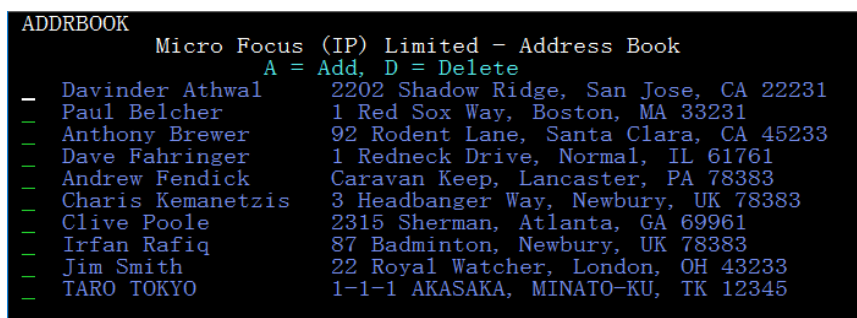 ADDRBOOK
Micro Focus (IP) Limited - Address Book
A = Add, D = Delete
_ Davinder Athwal 2202 Shadow Ridge, San Jose, CA 22231
_ Paul Belcher 1 Red Sox Way, Boston, MA 33231
_ Anthony Brewer 92 Rodent Lane, Santa Clara, CA 45233
_ Dave Fahringer 1 Redneck Drive, Normal, IL 61761
_ Andrew Fendick Caravan Keep, Lancaster, PA 78383
_ Charis Kemanetzis 3 Headbanger Way, Newbury, UK 78383
_ Clive Poole 2315 Sherman, Atlanta, GA 69961
_ Irfan Rafiq 87 Badminton, Newbury, UK 78383
_ Jim Smith 22 Royal Watcher, London, OH 43233
_ TARO TOKYO 1-1-1 AKASAKA, MINATO-KU, TK 12345